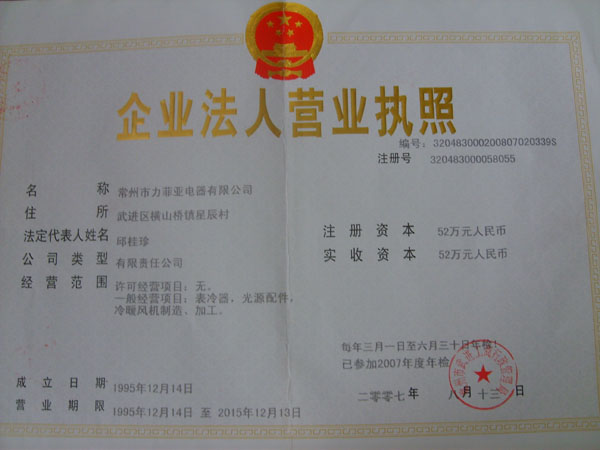 企业法人营业执照
编号：320483000200807020339S
注册号 320483000058055
名称 常州市力菲亚电器有限公司
住所 武进区横山桥镇星辰村
法定代表人姓名 邱桂珍
注册资本 52万元人民币
公司类型 有限责任公司
实收资本 52万元人民币
经营范围 许可经营项目：无。
一般经营项目：表冷器，光源配件，
冷暖风机制造、加工。
每年三月一日至六月三十日年检！
已参加2007年度年检
成立日期 1995年12月14日
二〇〇七年 八月 十三日
营业期限 1995年12月14日 至 2015年12月13日